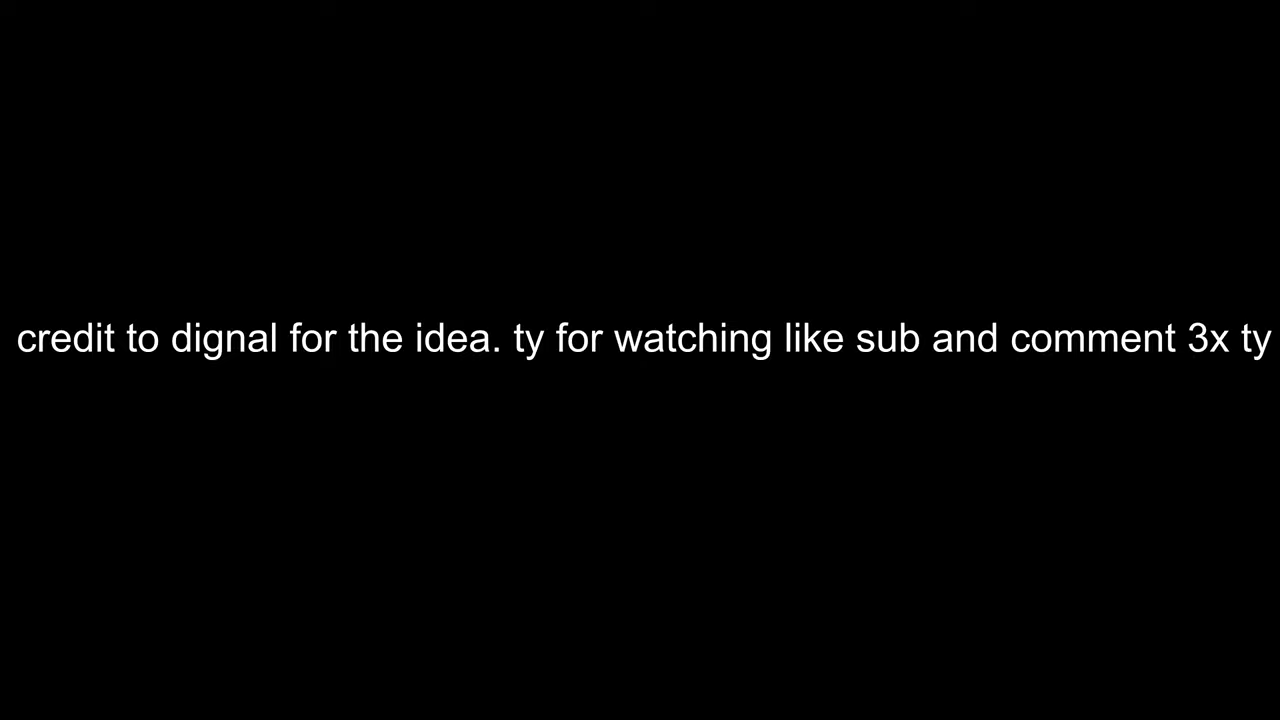 credit to dignal for the idea. ty for watching like sub and comment 3x ty